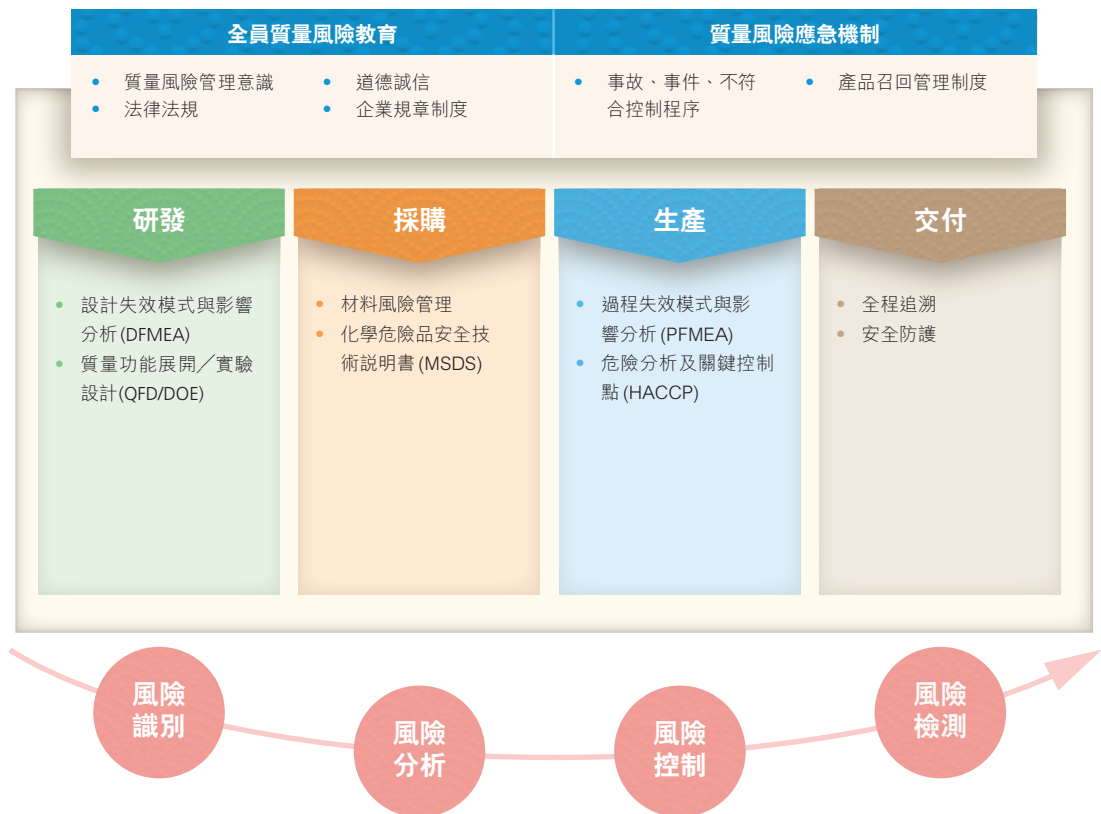 全員質量風險教育
質量風險應急機制
• 質量風險管理意識
• 法律法規
• 道德誠信
• 企業規章制度
• 事故、事件、不符
合控制程序
• 產品召回管理制度
研發
• 設計失效模式與影響
分析(DFMEA)
• 質量功能展開／實驗
設計(QFD/DOE)
採購
• 材料風險管理
• 化學危險品安全技
術説明書(MSDS)
生產
• 過程失效模式與影
響分析(PFMEA)
• 危險分析及關鍵控制
點(HACCP)
交付
• 全程追溯
• 安全防護
風險
識別
風險
分析
風險
控制
風險
檢測